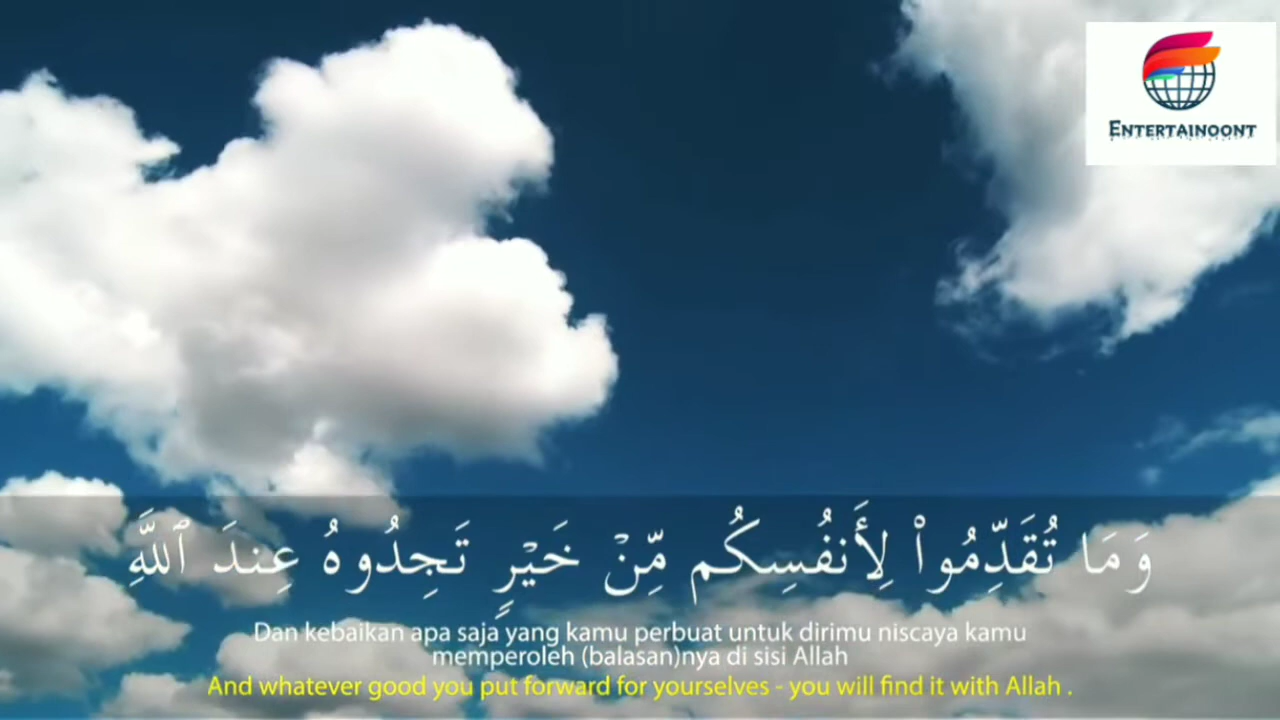 ENTERTAINOONT
وَمَا تُقَدِّمُوا۟ لِأَنفُسِكُم مِّنْ خَيْرٍ تَجِدُوهُ عِندَ ٱللَّهِ
Dan kebaikan apa saja yang kamu perbuat untuk dirimu niscaya kamu
memperoleh (balasan)nya di sisi Allah
And whatever good you put forward for yourselves - you will find it with Allah .